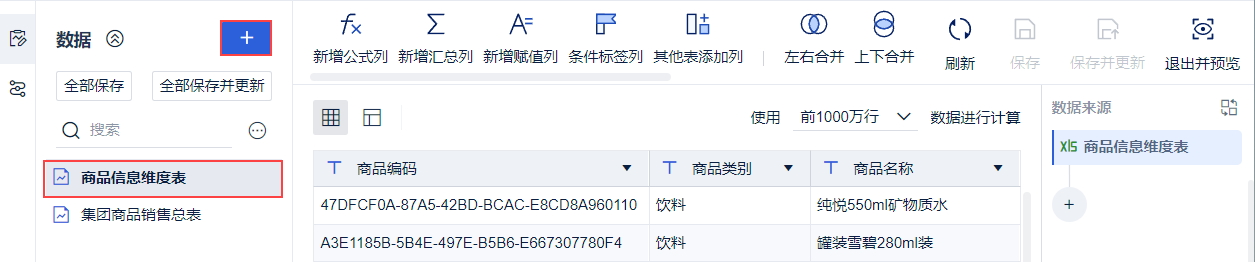 数据
全部保存 全部保存并更新
搜索
商品信息维度表
集团商品销售总表
新增公式列 新增汇总列 新增赋值列 条件标签列 其他表添加列 左右合并 上下合并 刷新 保存 保存并更新 退出并预览
使用 前1000万行 数据进行计算
商品编码 商品类别 商品名称
47DFCF0A-87A5-42BD-BCAC-E8CD8A960110 饮料 纯悦550ml矿物质水
A3E1185B-5B4E-497E-B5B6-E667307780F4 饮料 罐装雪碧280ml装
数据来源
XLS 商品信息维度表